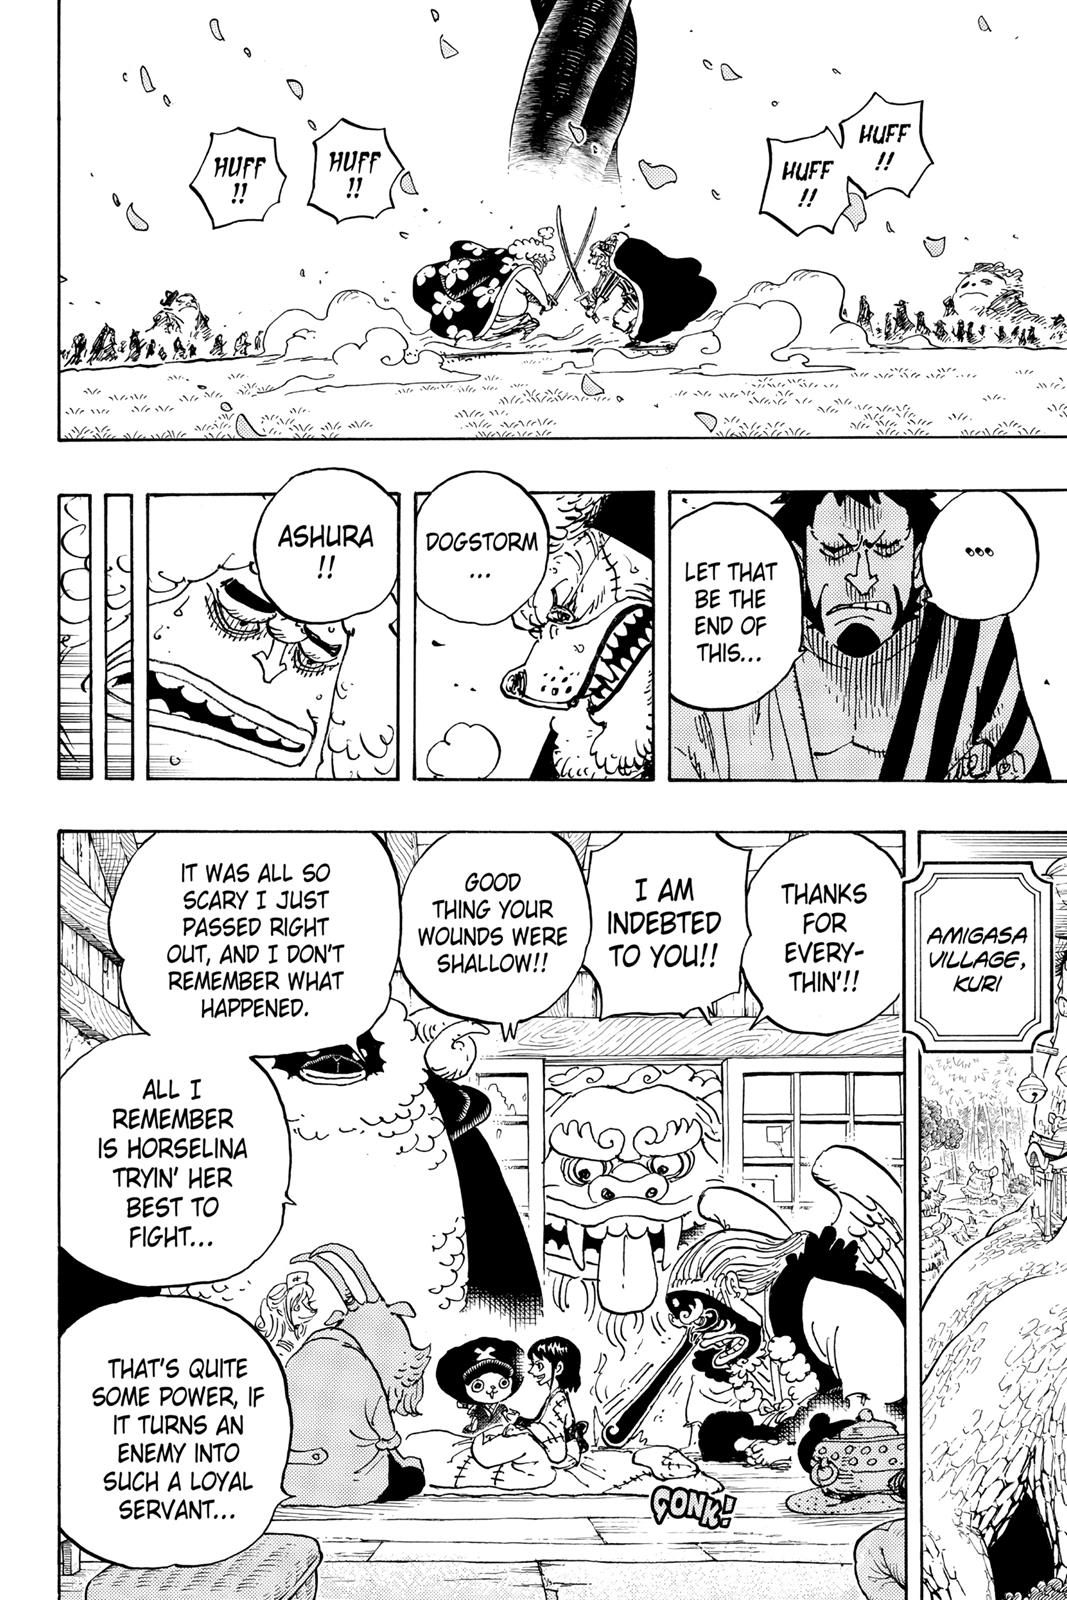 HUFF
!!
HUFF
!!
HUFF
!!
HUFF
!!
...
LET THAT
BE THE
END OF
THIS...
DOGSTORM
...
ASHURA
!!
AMIGASA
VILLAGE,
KURI
THANKS
FOR
EVERY-
THIN'!!
I AM
INDEBTED
TO YOU!!
GOOD
THING YOUR
WOUNDS WERE
SHALLOW!!
IT WAS ALL SO
SCARY I JUST
PASSED RIGHT
OUT, AND I DON'T
REMEMBER WHAT
HAPPENED.
ALL I
REMEMBER
IS HORSELINA
TRYIN' HER
BEST TO
FIGHT...
THAT'S QUITE
SOME POWER, IF
IT TURNS AN
ENEMY INTO
SUCH A LOYAL
SERVANT...
GONK!